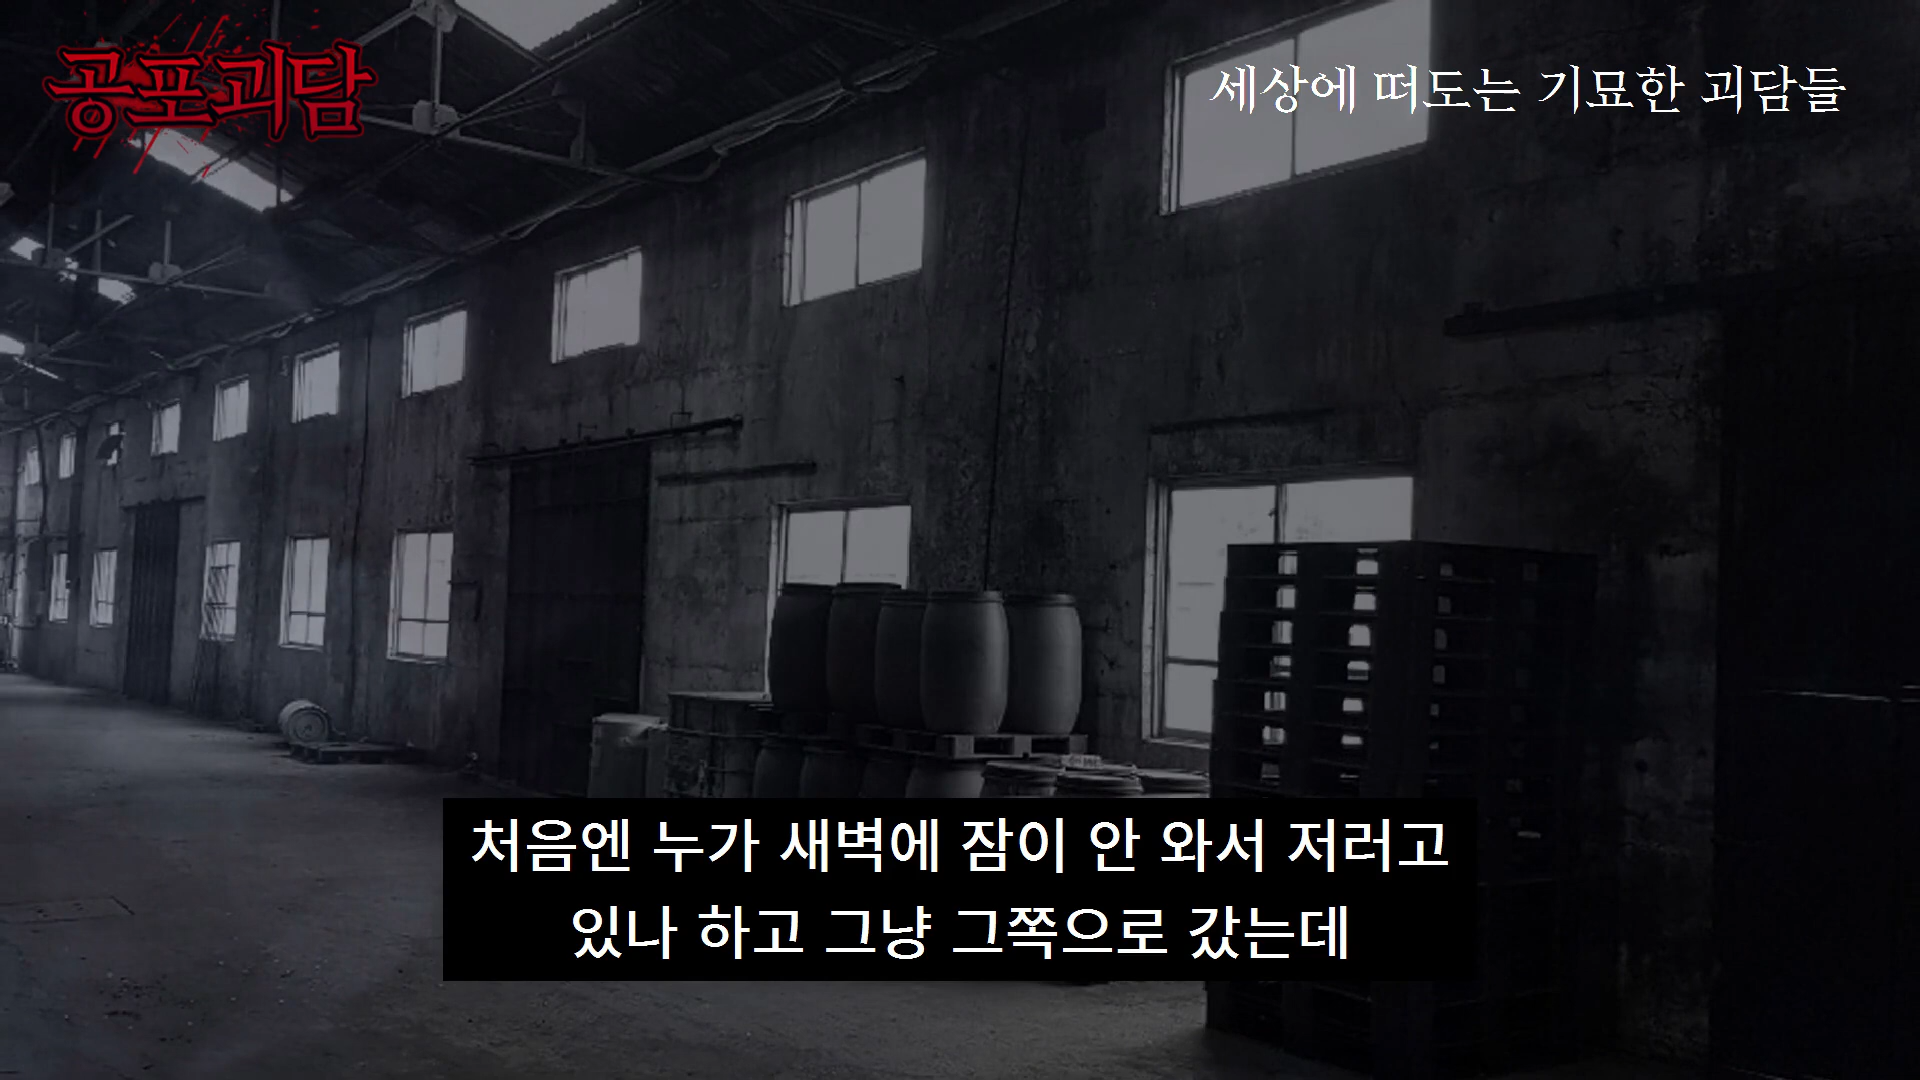 공포괴담
세상에 떠도는 기묘한 괴담들
처음엔 누가 새벽에 잠이 안 와서 저러고
있나 하고 그냥 그쪽으로 갔는데